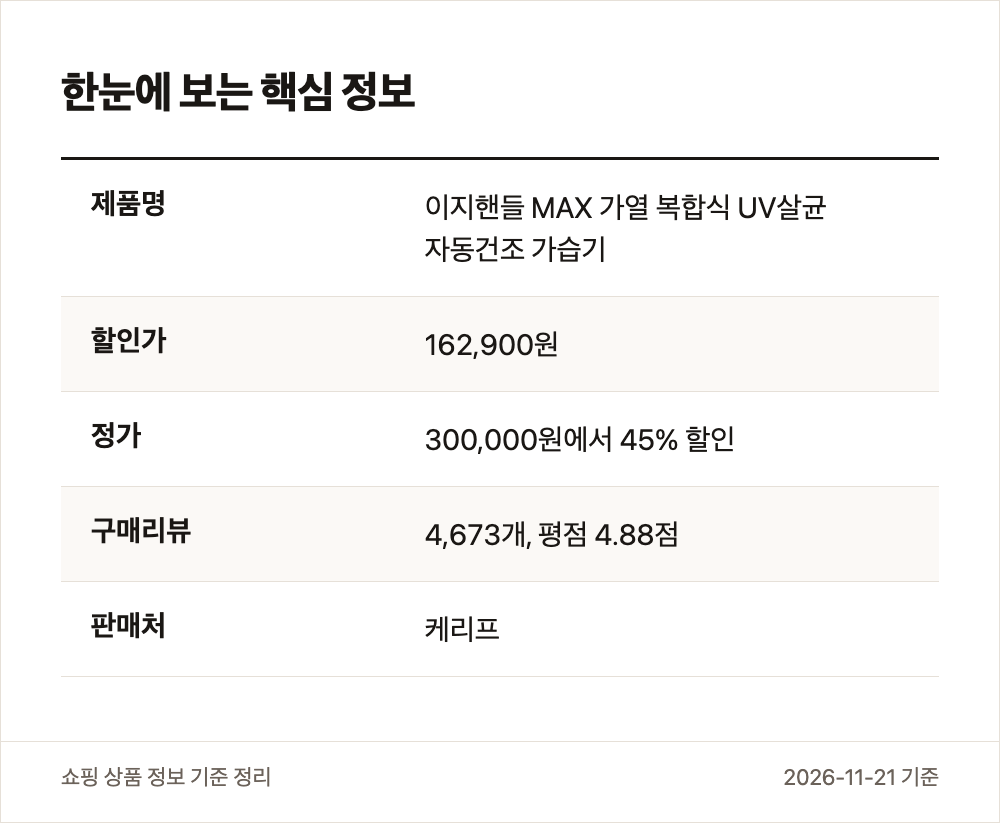 한눈에 보는 핵심 정보
제품명
이지핸들 MAX 가열 복합식 UV살균
자동건조 가습기
할인가
162,900원
정가
300,000원에서 45% 할인
구매리뷰
4,673개, 평점 4.88점
판매처
케리프
쇼핑 상품 정보 기준 정리
2026-11-21 기준